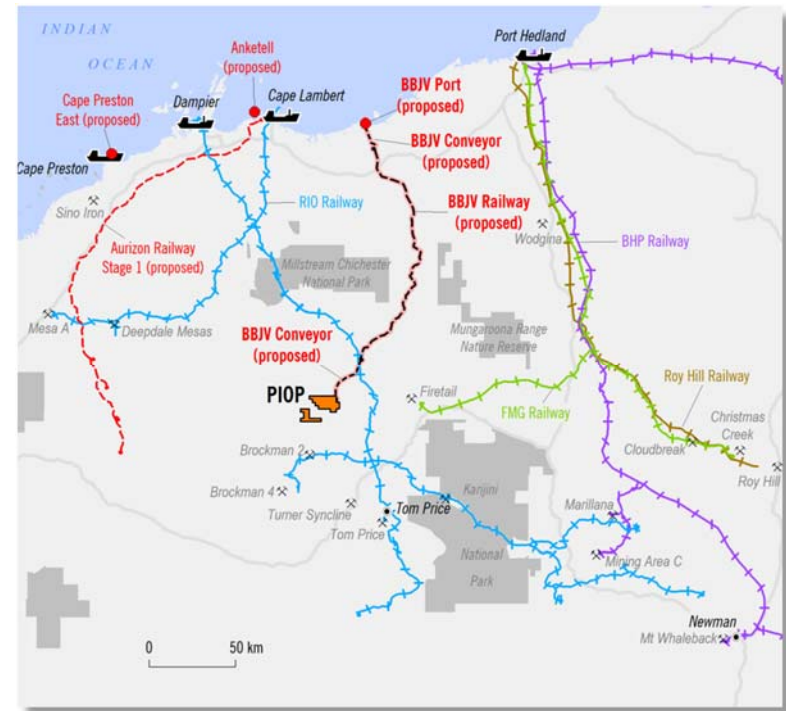 INDIAN
OCEAN
Port Hedland
Anketell
(proposed)
Cape Lambert
Dampier
BBJV Port
(proposed)
Cape Preston
East (proposed)
BBJV Conveyor
(proposed)
Cape Preston
Sino Iron
RIO Railway
BBJV Railway
(proposed)
Wodgina
BHP Railway
Aurizon Railway
Stage 1 (proposed)
Millstream Chichester
National Park
Mesa A
Deepdale Mesas
Mungaroona Range
Nature Reserve
BBJV Conveyor
(proposed)
PIOP
Firetail
Roy Hill Railway
FMG Railway
Christmas
Creek
Cloudbreak
Roy Hill
Brockman 2
Brockman 4
Karijini
Turner Syncline
Tom Price
Tom Price
Marillana
National
Park
Mining Area C
Newman
Mt Whaleback
0
50 km